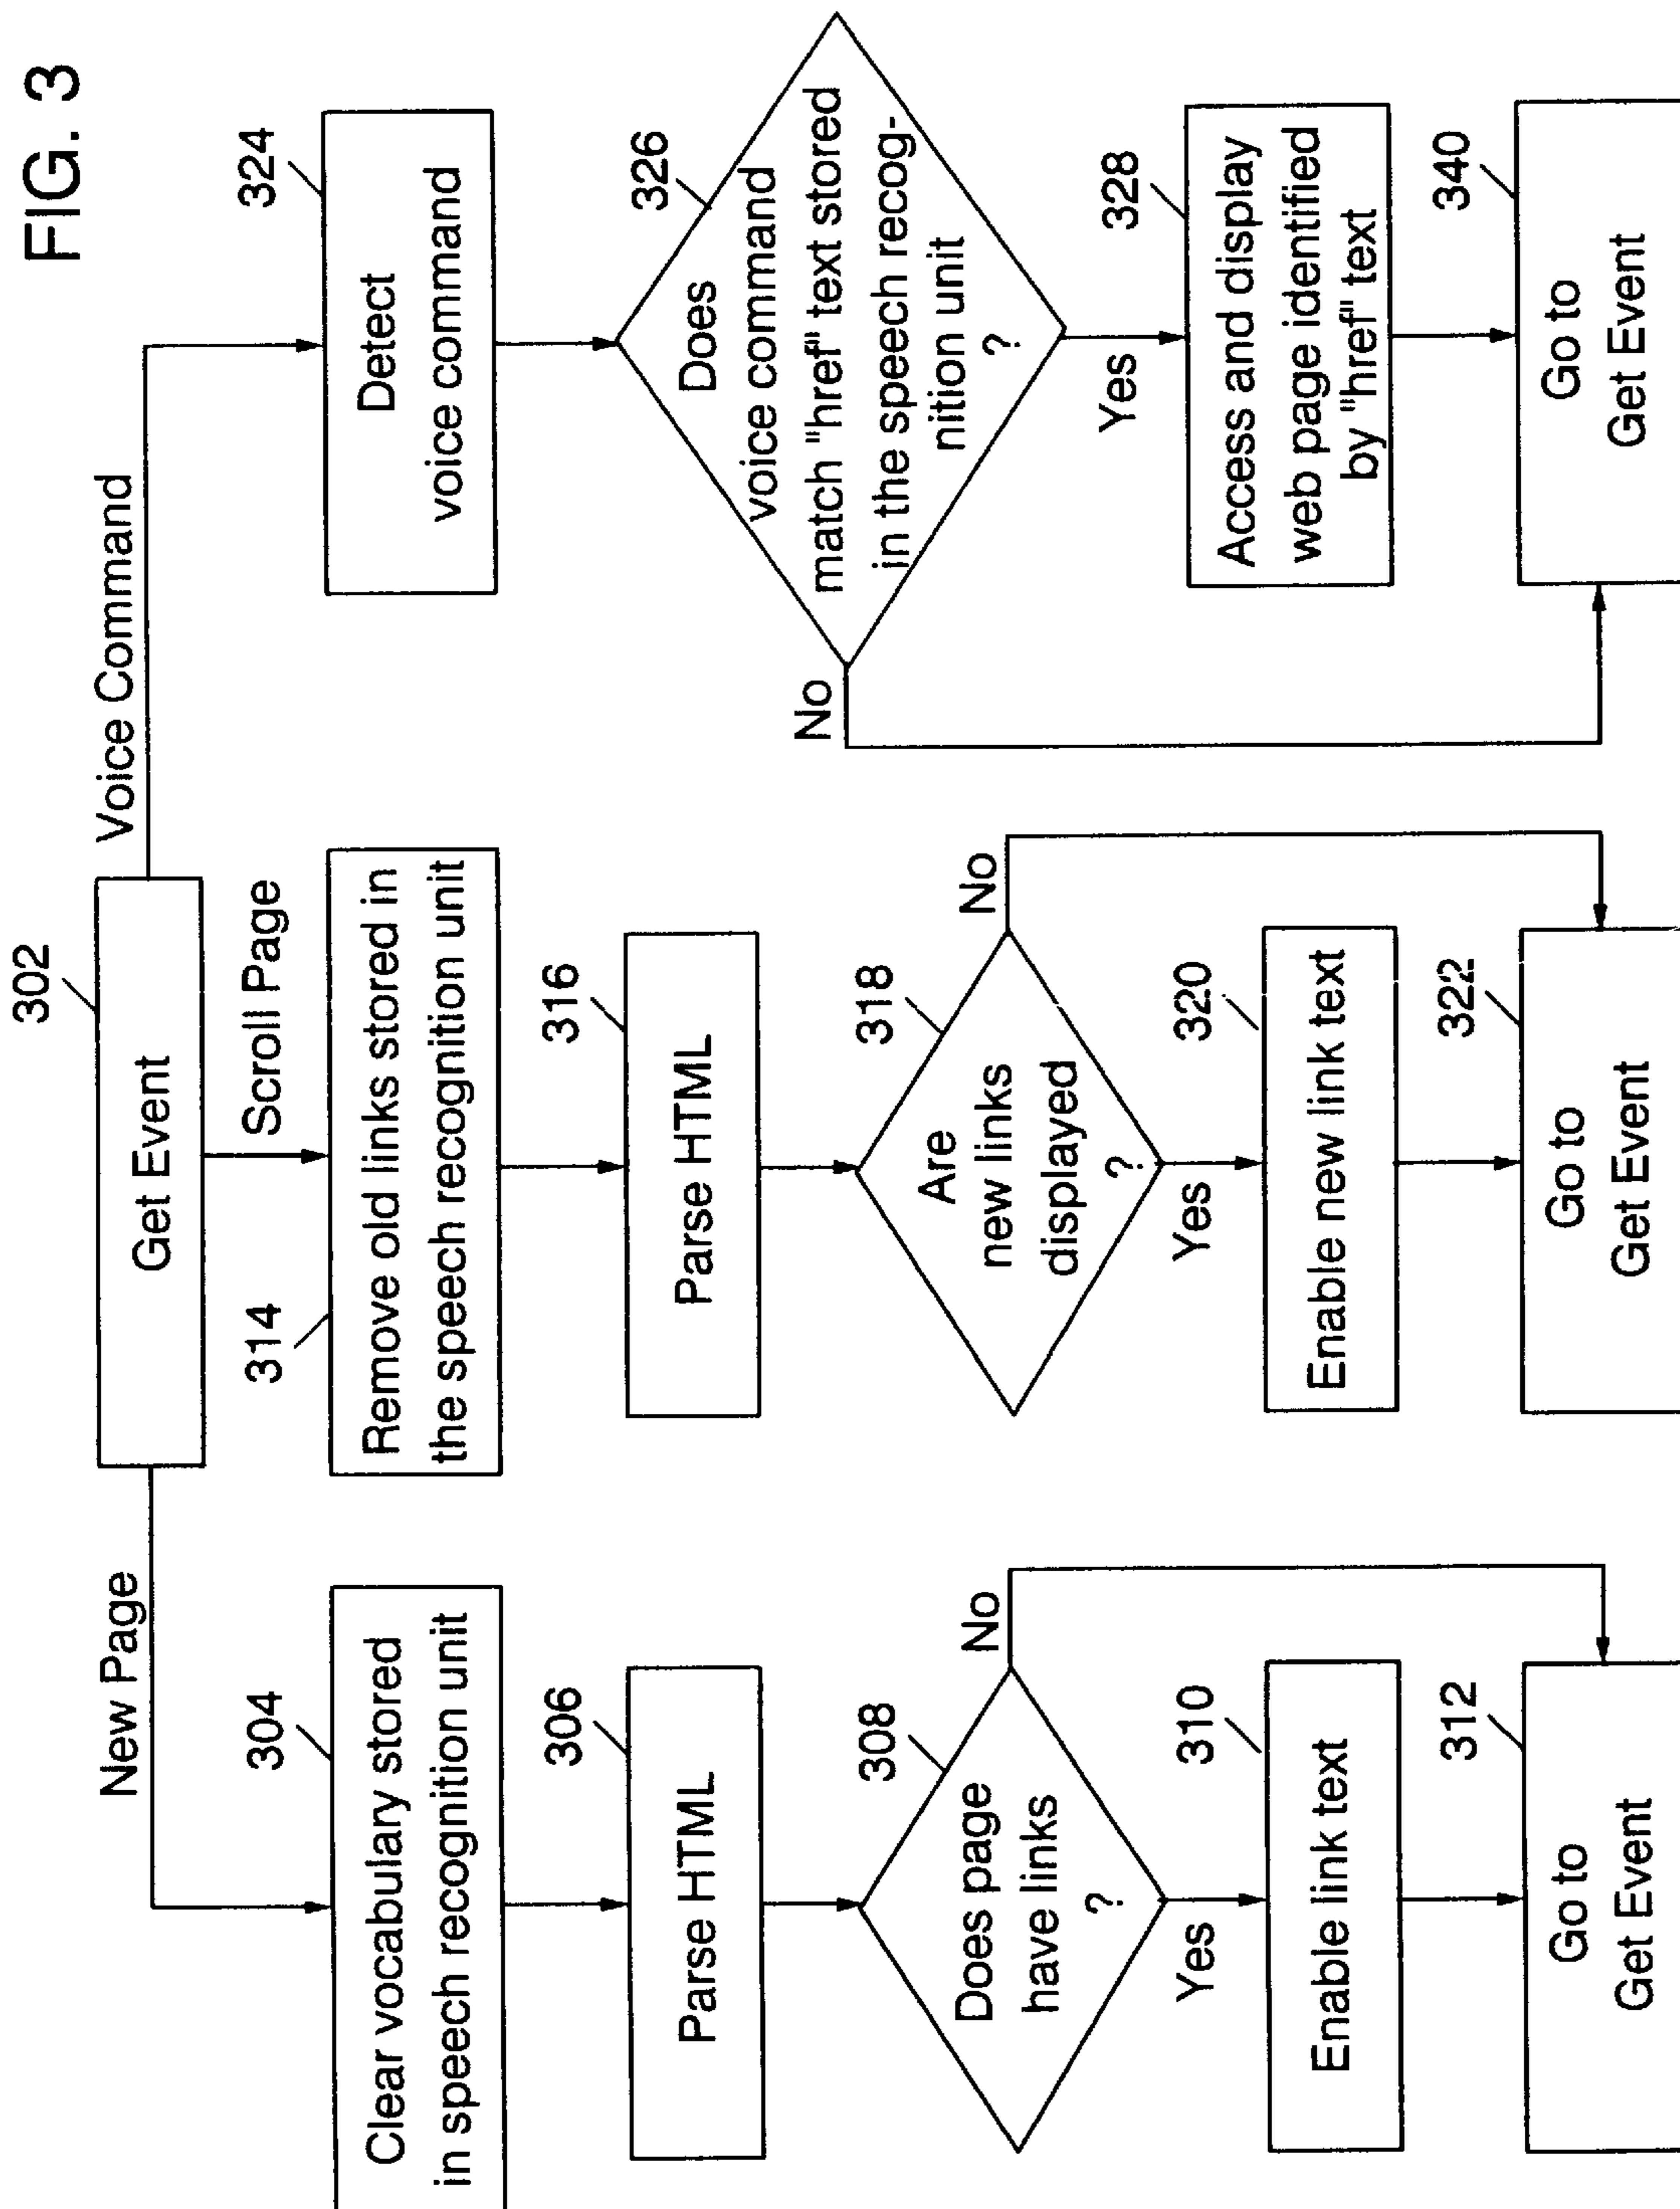 FIG. 3
302
Get Event
New Page
304
Clear vocabulary stored
in speech recognition unit
306
Parse HTML
308
Does page
have links
?
No
Yes
310
Enable link text
312
Go to
Get Event
Scroll Page
314
Remove old links stored in
the speech recognition unit
316
Parse HTML
318
Are
new links
displayed
?
No
Yes
320
Enable new link text
322
Go to
Get Event
Voice Command
324
Detect
voice command
326
Does
voice command
match "href" text stored
in the speech recog-
nition unit
?
No
Yes
328
Access and display
web page identified
by "href" text
340
Go to
Get Event